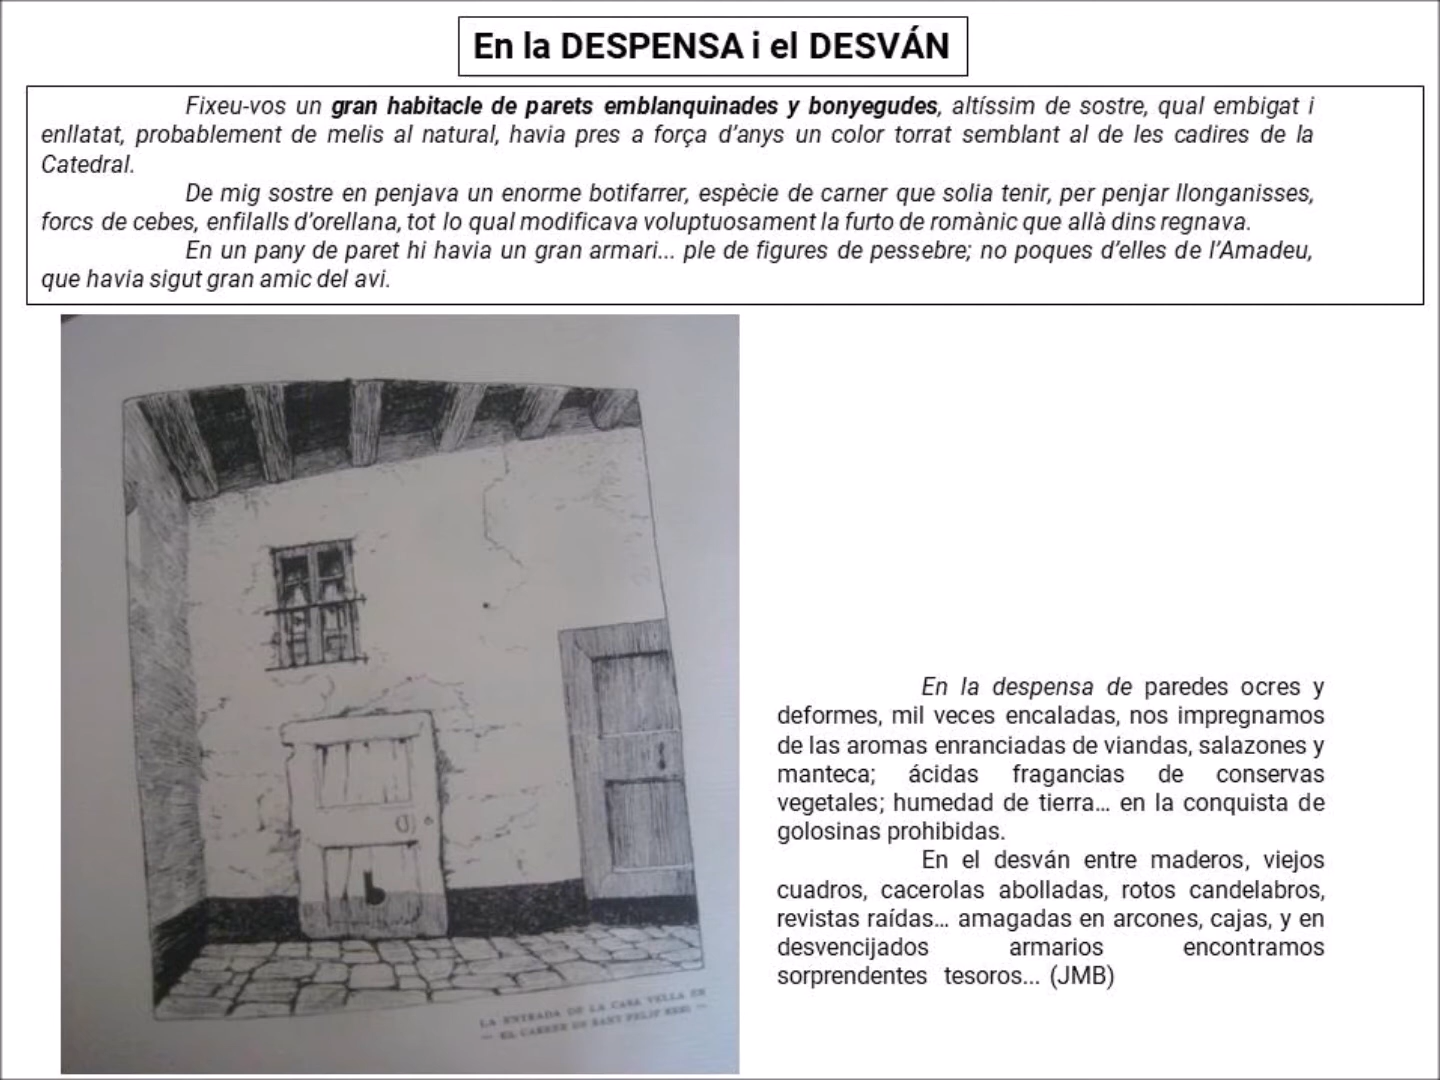 En la DESPENSA i el DESVÁN
Fixeu-vos un gran habitacle de parets emblanquinades y bonyegudes, altíssim de sostre, qual embigat i
enllatat, probablement de melis al natural, havia pres a força d'anys un color torrat semblant al de les cadires de la
Catedral.
De mig sostre en penjava un enorme botifarrer, espècie de carner que solia tenir, per penjar llonganisses,
forcs de cebes, enfilalls d'orellana, tot lo qual modificava voluptuosament la furto de romànic que allà dins regnava.
En un pany de paret hi havia un gran armari... ple de figures de pessebre; no poques d'elles de l'Amadeu,
que havia sigut gran amic del avi.
En la despensa de paredes ocres y
deformes, mil veces encaladas, nos impregnamos
de las aromas enranciadas de viandas, salazones y
manteca; ácidas fragancias de conservas
vegetales; humedad de tierra... en la conquista de
golosinas prohibidas.
En el desván entre maderos, viejos
cuadros, cacerolas abolladas, rotos candelabros,
revistas raídas... amagadas en arcones, cajas, y en
desvencijados armarios encontramos
sorprendentes tesoros... (JMB)
LA ENTRADA DE LA CASA VELLA EN
— EL CARRER DE SANT FELIP NERI —